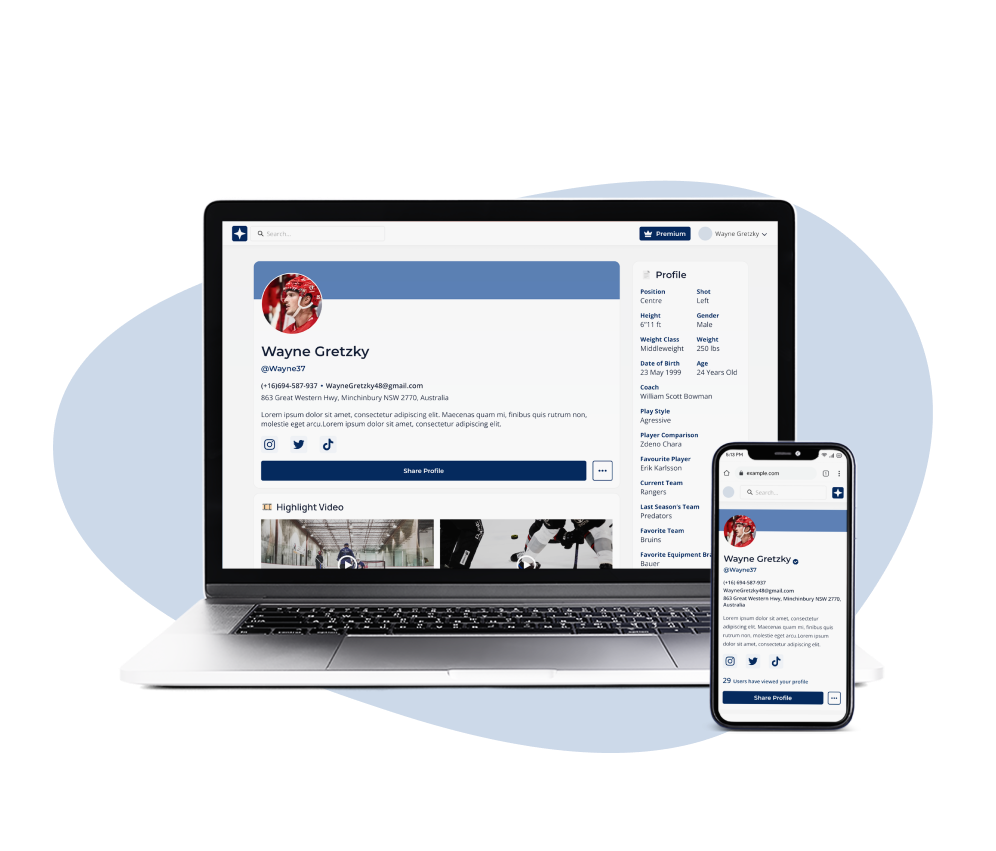 Search...
Premium
Wayne Gretzky
Wayne Gretzky
@Wayne37
(+16)694-587-937 • WayneGretzky48@gmail.com
863 Great Western Hwy, Minchinbury NSW 2770, Australia
Lorem ipsum dolor sit amet, consectetur adipiscing elit. Maecenas quam mi, finibus quis rutrum non,
molestie eget arcu.Lorem ipsum dolor sit amet, consectetur adipiscing elit.
Share Profile
Highlight Video
Profile
Position Shot
Centre Left
Height Gender
6"11 ft Male
Weight Class Weight
Middleweight 250 lbs
Date of Birth Age
23 May 1999 24 Years Old
Coach
William Scott Bowman
Play Style
Agressive
Player Comparison
Zdeno Chara
Favourite Player
Erik Karlsson
Current Team
Rangers
Last Season's Team
Predators
Favorite Team
Bruins
Favorite Equipment Bra
Bauer
5:13 PM
example.com
Search...
Wayne Gretzky
@Wayne37
(+16) 694-587-937
WayneGretzky48@gmail.com
863 Great Western Hwy, Minchinbury NSW 2770,
Australia
Lorem ipsum dolor sit amet, consectetur
adipiscing elit. Maecenas quam mi, finibus quis
rutrum non, molestie eget arcu.Lorem ipsum
dolor sit amet, consectetur adipiscing elit.
29 Users have viewed your profile
Share Profile